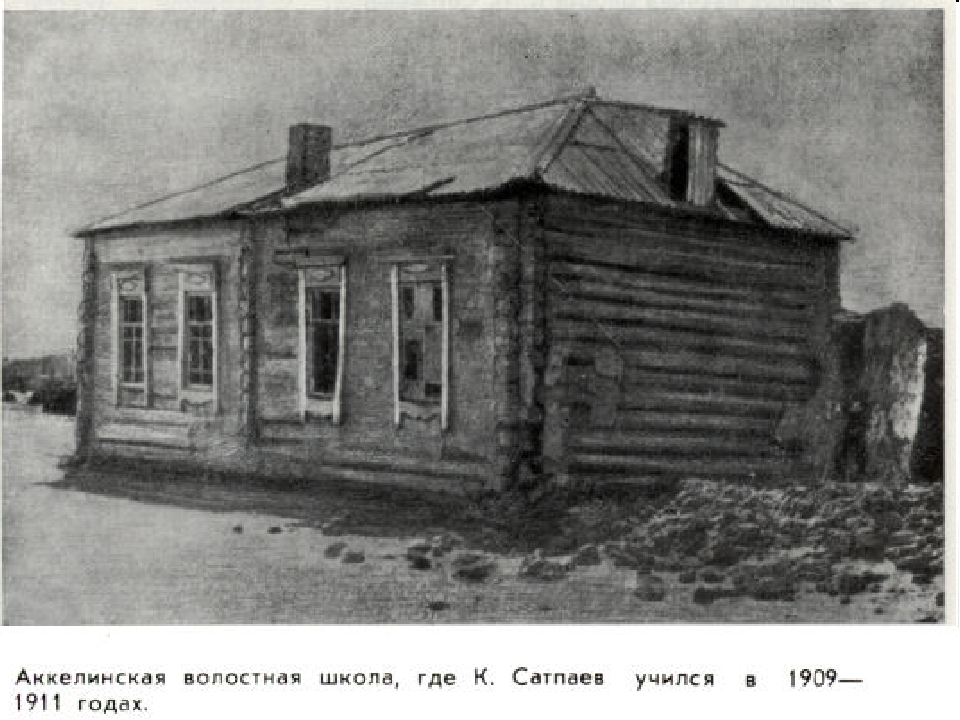 Аккелинская волостная школа, где К. Сатпаев учился в 1909—
1911 годах.